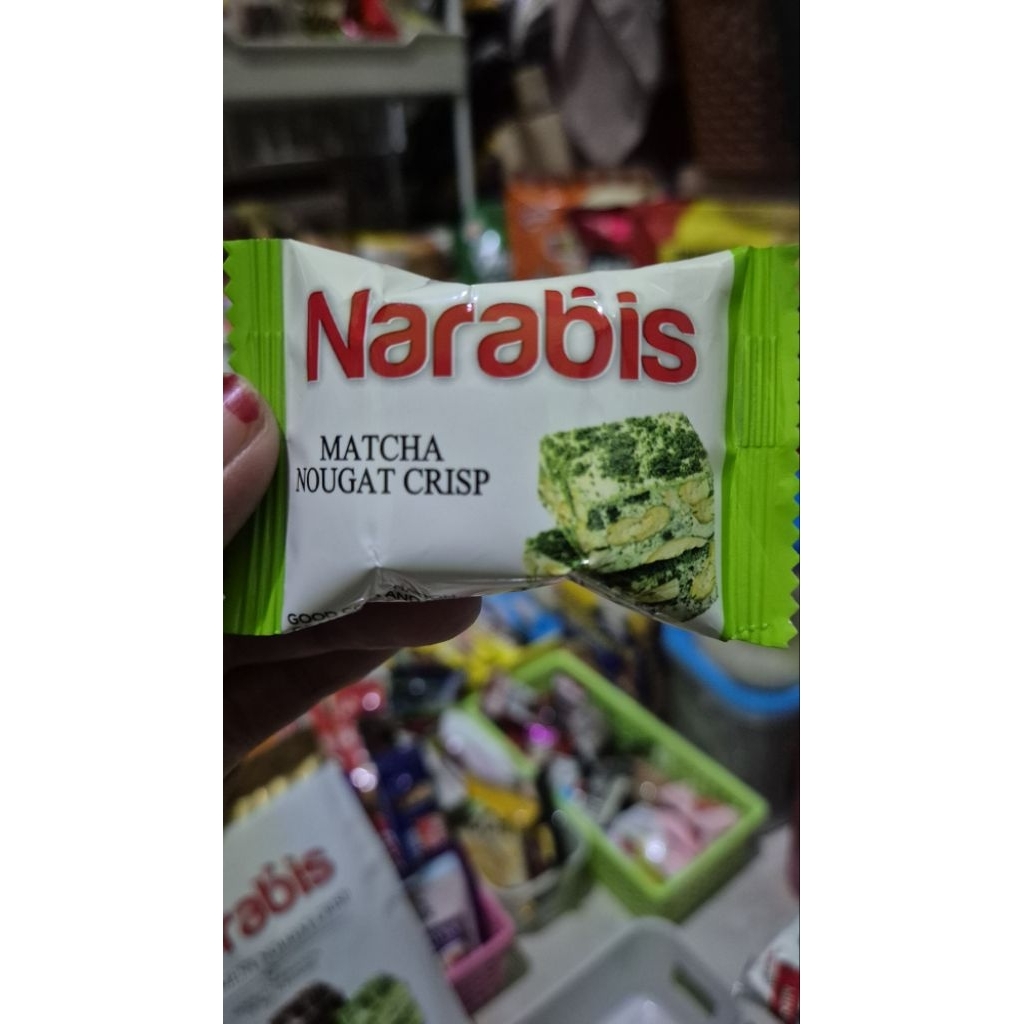 Narabis
MATCHA
NOUGAT CRISP
GOOD
rabis